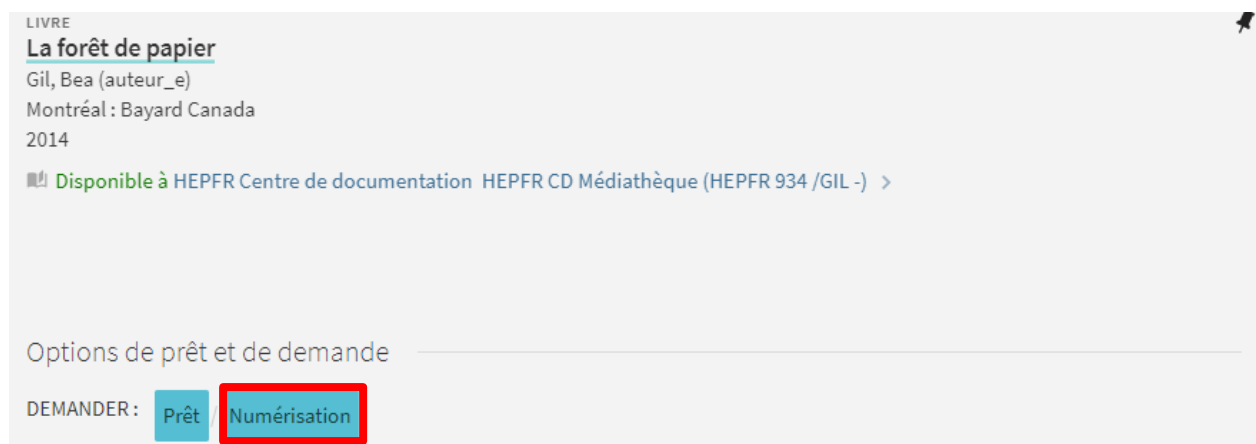 LIVRE
La forêt de papier
Gil, Bea (auteur_e)
Montréal : Bayard Canada
2014
Disponible à HEPFR Centre de documentation HEPFR CD Médiathèque (HEPFR 934 /GIL -) >
Options de prêt et de demande
DEMANDER : Prêt / Numérisation